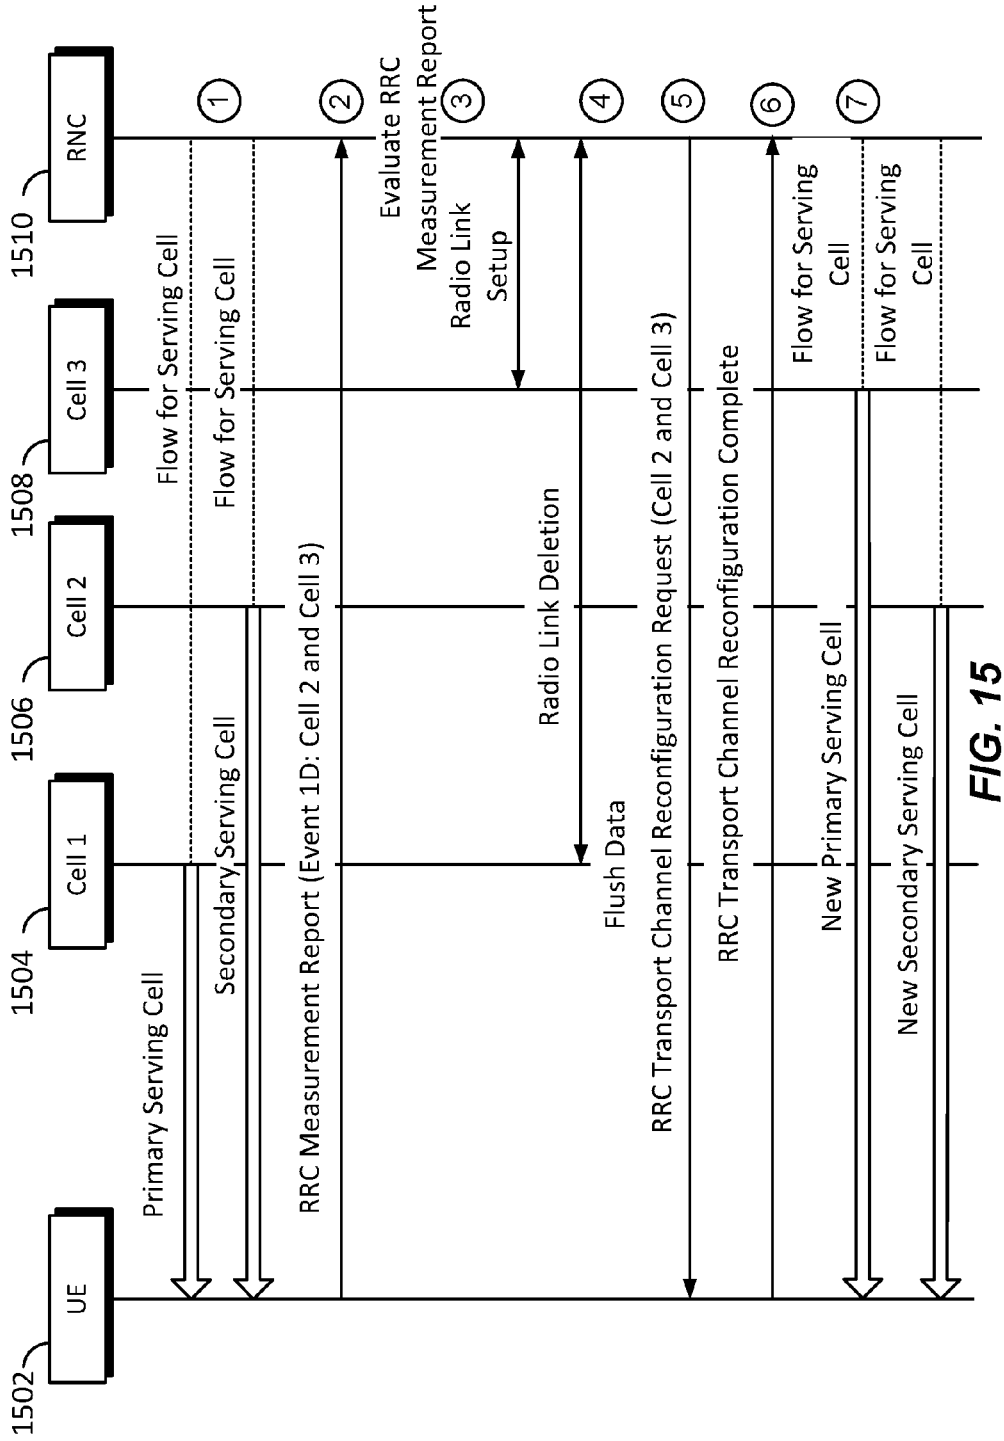 1502
UE
1504
Cell 1
1506
Cell 2
1508
Cell 3
1510
RNC
Primary Serving Cell
Flow for Serving Cell
1
Secondary Serving Cell
Flow for Serving Cell
RRC Measurement Report (Event 1D: Cell 2 and Cell 3)
2
Evaluate RRC
Measurement Report
3
Radio Link
Setup
Radio Link Deletion
4
Flush Data
RRC Transport Channel Reconfiguration Request (Cell 2 and Cell 3)
5
RRC Transport Channel Reconfiguration Complete
6
New Primary Serving Cell
Flow for Serving
Cell
7
New Secondary Serving Cell
Flow for Serving
Cell
FIG. 15